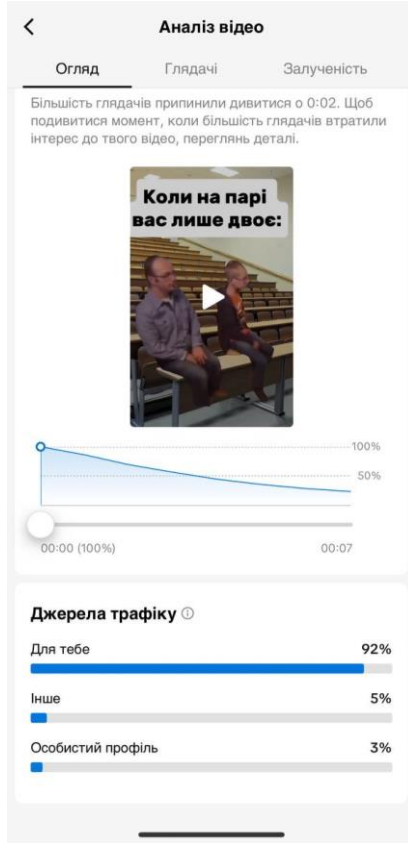 Аналіз відео
Огляд Глядачі Залученість
Більшість глядачів припинили дивитися о 0:02. Щоб
подивитися момент, коли більшість глядачів втратили
інтерес до твого відео, переглянь деталі.
Коли на парі
вас лише двоє:
100%
50%
00:00 (100%) 00:07
Джерела трафіку
Для тебе 92%
Інше 5%
Особистий профіль 3%